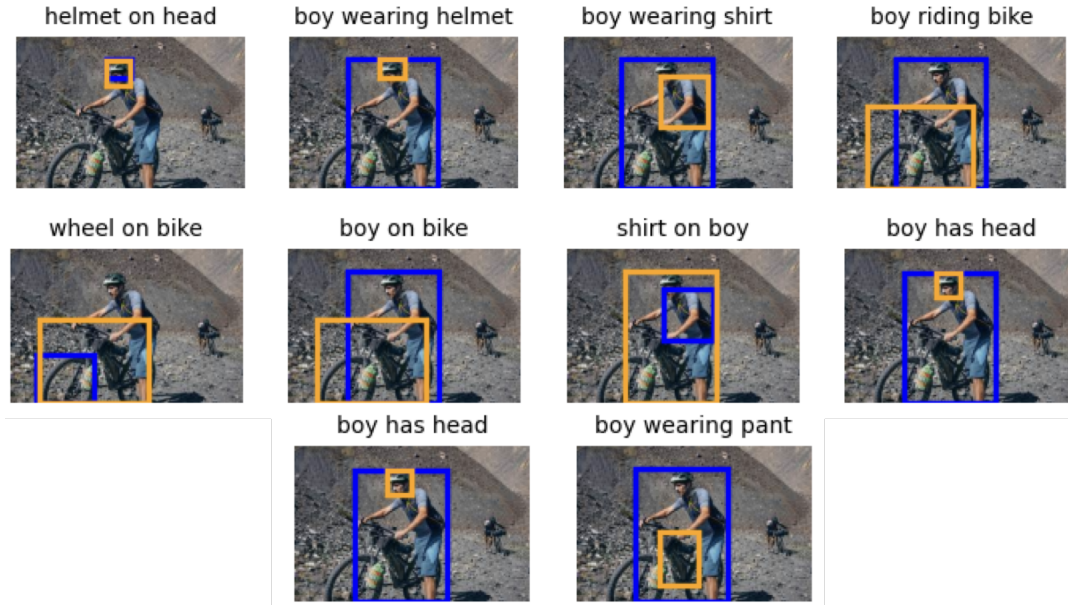 helmet on head
boy wearing helmet
boy wearing shirt
boy riding bike
wheel on bike
boy on bike
shirt on boy
boy has head
boy has head
boy wearing pant